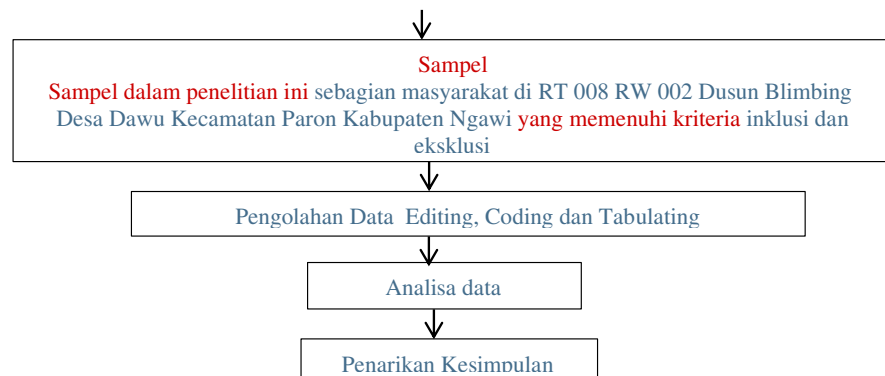 Sampel
Sampel dalam penelitian ini sebagian masyarakat di RT 008 RW 002 Dusun Blimbing
Desa Dawu Kecamatan Paron Kabupaten Ngawi yang memenuhi kriteria inklusi dan
eksklusi
Pengolahan Data Editing, Coding dan Tabulating
Analisa data
Penarikan Kesimpulan